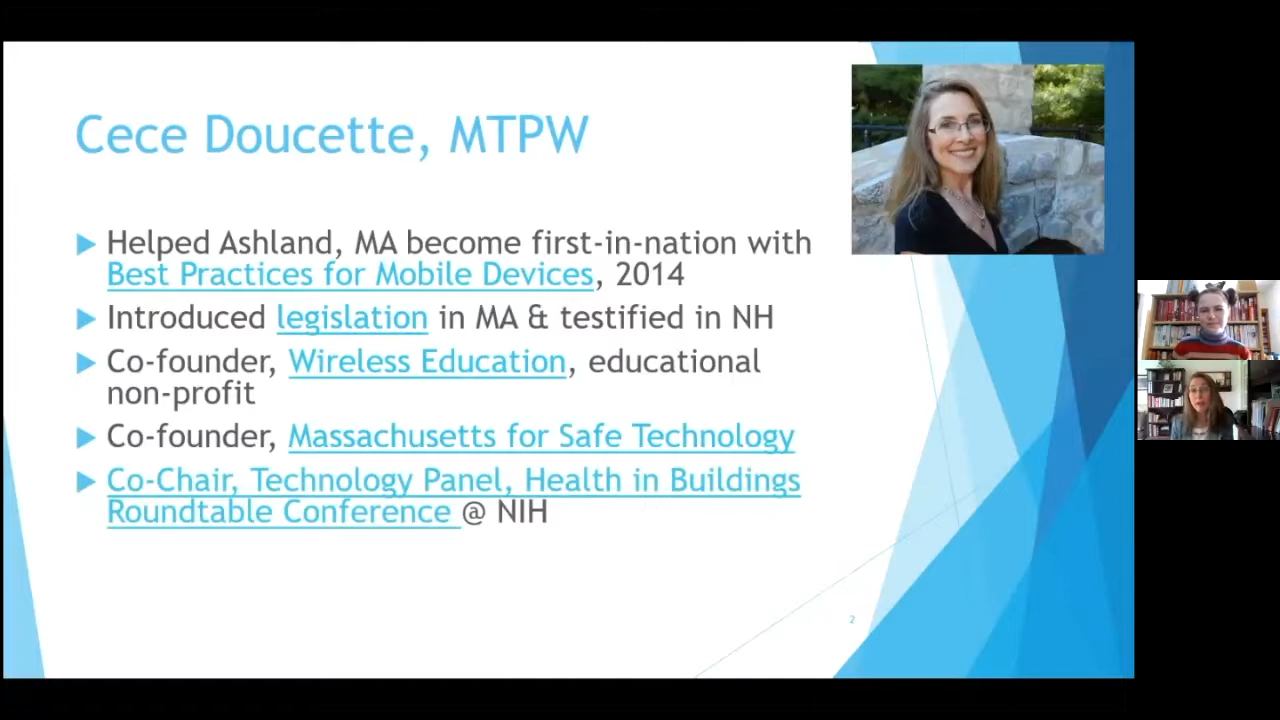 Cece Doucette, MTPW
Helped Ashland, MA become first-in-nation with
Best Practices for Mobile Devices, 2014
Introduced legislation in MA & testified in NH
Co-founder, Wireless Education, educational
non-profit
Co-founder, Massachusetts for Safe Technology
Co-Chair, Technology Panel, Health in Buildings
Roundtable Conference @ NIH
2